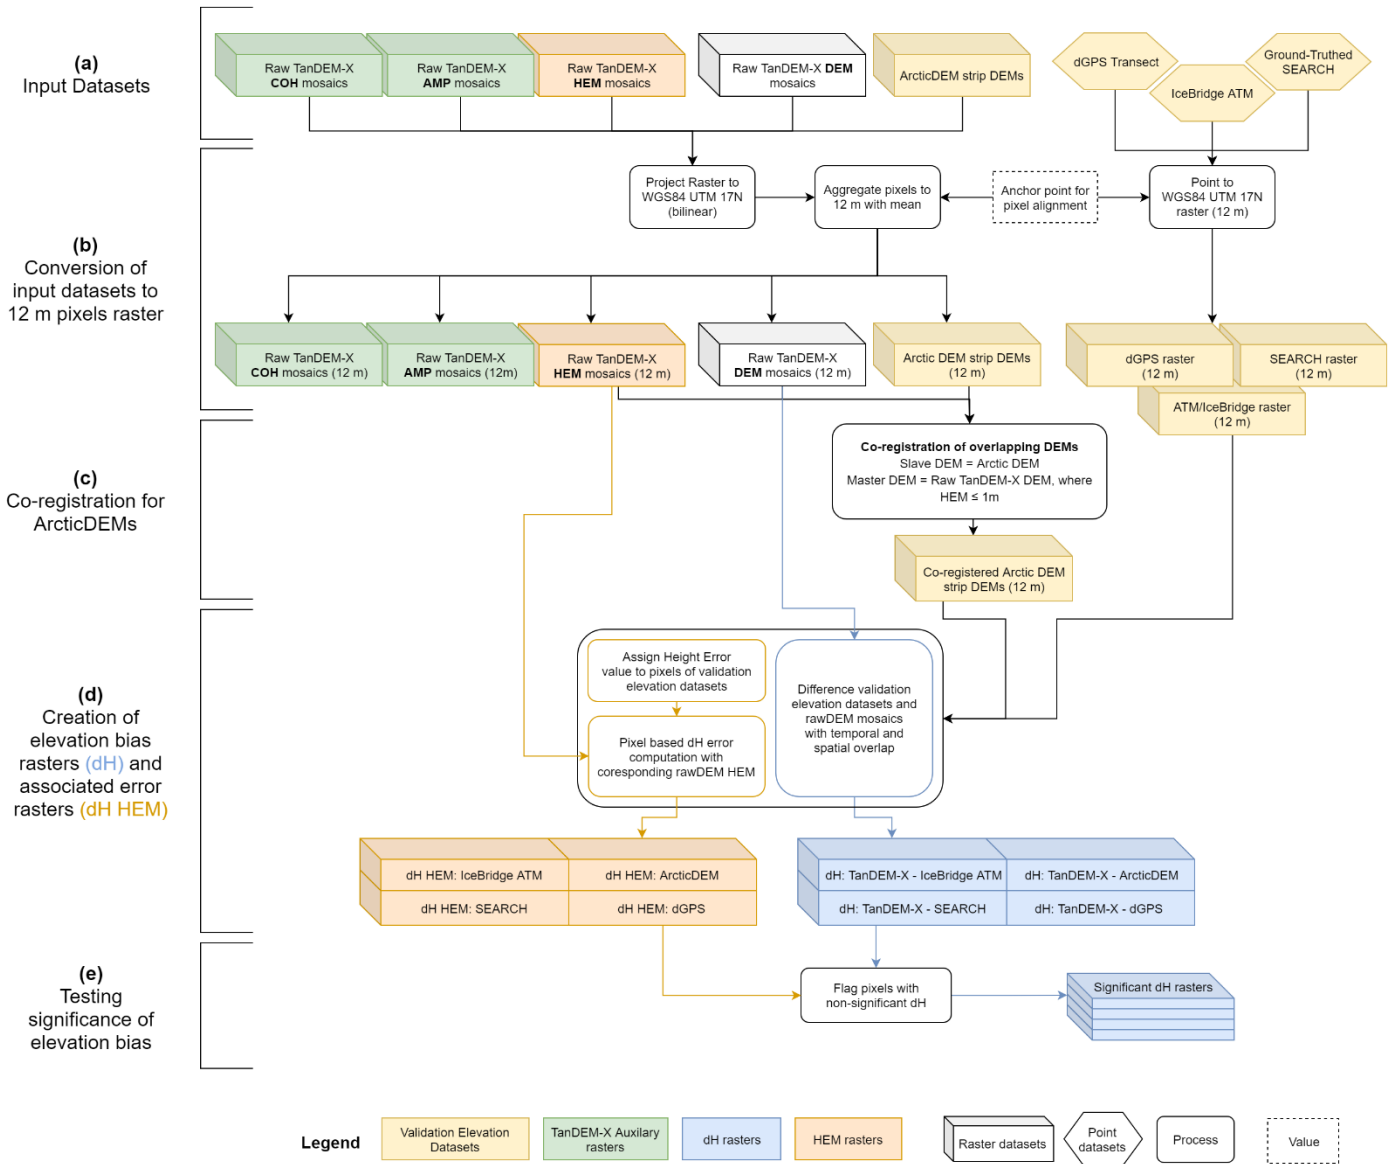 (a)
Input Datasets
Raw TanDEM-X
COH mosaics
Raw TanDEM-X
AMP mosaics
Raw TanDEM-X
HEM mosaics
Raw TanDEM-X DEM
mosaics
ArcticDEM strip DEMs
dGPS Transect
IceBridge ATM
Ground-Truthed
SEARCH
(b)
Conversion of
input datasets to
12 m pixels raster
Project Raster to
WGS84 UTM 17N
(bilinear)
Aggregate pixels to
12 m with mean
Anchor point for
pixel alignment
Point to
WGS84 UTM 17N
raster (12 m)
Raw TanDEM-X
COH mosaics (12 m)
Raw TanDEM-X
AMP mosaics (12m)
Raw TanDEM-X
HEM mosaics (12 m)
Raw TanDEM-X
DEM mosaics (12 m)
Arctic DEM strip DEMs
(12 m)
dGPS raster
(12 m)
SEARCH raster
(12 m)
ATM/IceBridge raster
(12 m)
(c)
Co-registration for
ArcticDEMs
Co-registration of overlapping DEMs
Slave DEM = Arctic DEM
Master DEM = Raw TanDEM-X DEM, where
HEM ≤ 1m
Co-registered Arctic DEM
strip DEMs (12 m)
(d)
Creation of
elevation bias
rasters (dH) and
associated error
rasters (dH HEM)
Assign Height Error
value to pixels of validation
elevation datasets
Pixel based dH error
computation with
coresponding rawDEM HEM
Difference validation
elevation datasets and
rawDEM mosaics
with temporal and
spatial overlap
dH HEM: IceBridge ATM
dH HEM: ArcticDEM
dH HEM: SEARCH
dH HEM: dGPS
dH: TanDEM-X - IceBridge ATM
dH: TanDEM-X - ArcticDEM
dH: TanDEM-X - SEARCH
dH: TanDEM-X - dGPS
(e)
Testing
significance of
elevation bias
Flag pixels with
non-significant dH
Significant dH rasters
Legend
Validation Elevation
Datasets
TanDEM-X Auxilary
rasters
dH rasters
HEM rasters
Raster datasets
Point
datasets
Process
Value